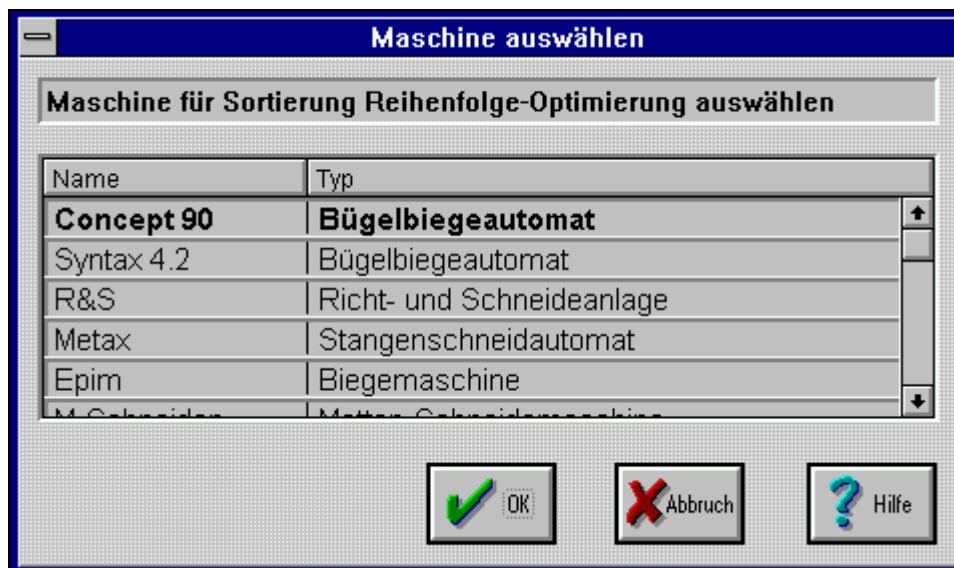 Maschine auswählen
Maschine für Sortierung Reihenfolge-Optimierung auswählen
Name Typ
Concept 90 Bügelbiegeautomat
Syntax 4.2 Bügelbiegeautomat
R&S Richt- und Schneideanlage
Metax Stangenschneidautomat
Epim Biegemaschine
OK Abbruch Hilfe